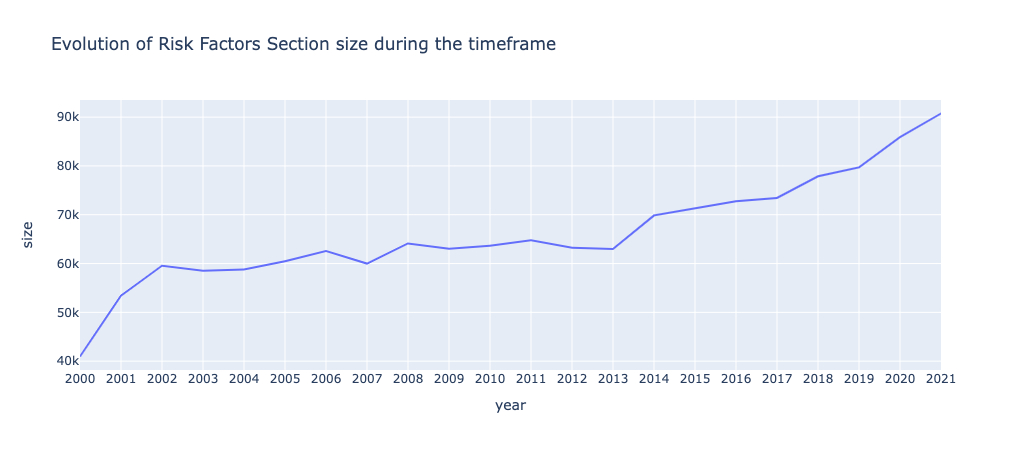 Evolution of Risk Factors Section size during the timeframe
90k
80k
70k
60k
50k
40k
size
2000 2001 2002 2003 2004 2005 2006 2007 2008 2009 2010 2011 2012 2013 2014 2015 2016 2017 2018 2019 2020 2021
year